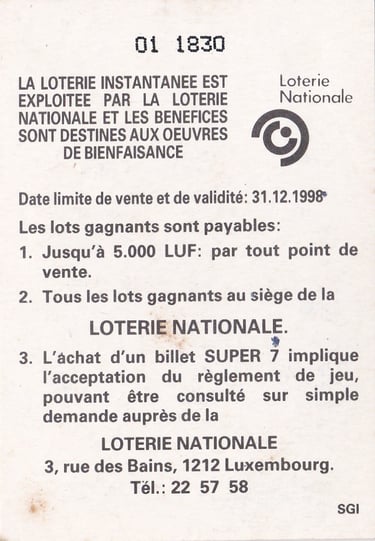 01 1830
LA LOTERIE INSTANTANEE EST
EXPLOITEE PAR LA LOTERIE
NATIONALE ET LES BENEFICES
SONT DESTINES AUX OEUVRES
DE BIENFAISANCE
Loterie
Nationale
Date limite de vente et de validité: 31.12.1998
Les lots gagnants sont payables:
1. Jusqu'à 5.000 LUF: par tout point de
vente.
2. Tous les lots gagnants au siège de la
LOTERIE NATIONALE.
3. L'achat d'un billet SUPER 7 implique
l'acceptation du règlement de jeu,
pouvant être consulté sur simple
demande auprès de la
LOTERIE NATIONALE
3, rue des Bains, 1212 Luxembourg.
Tél.: 22 57 58
SGI